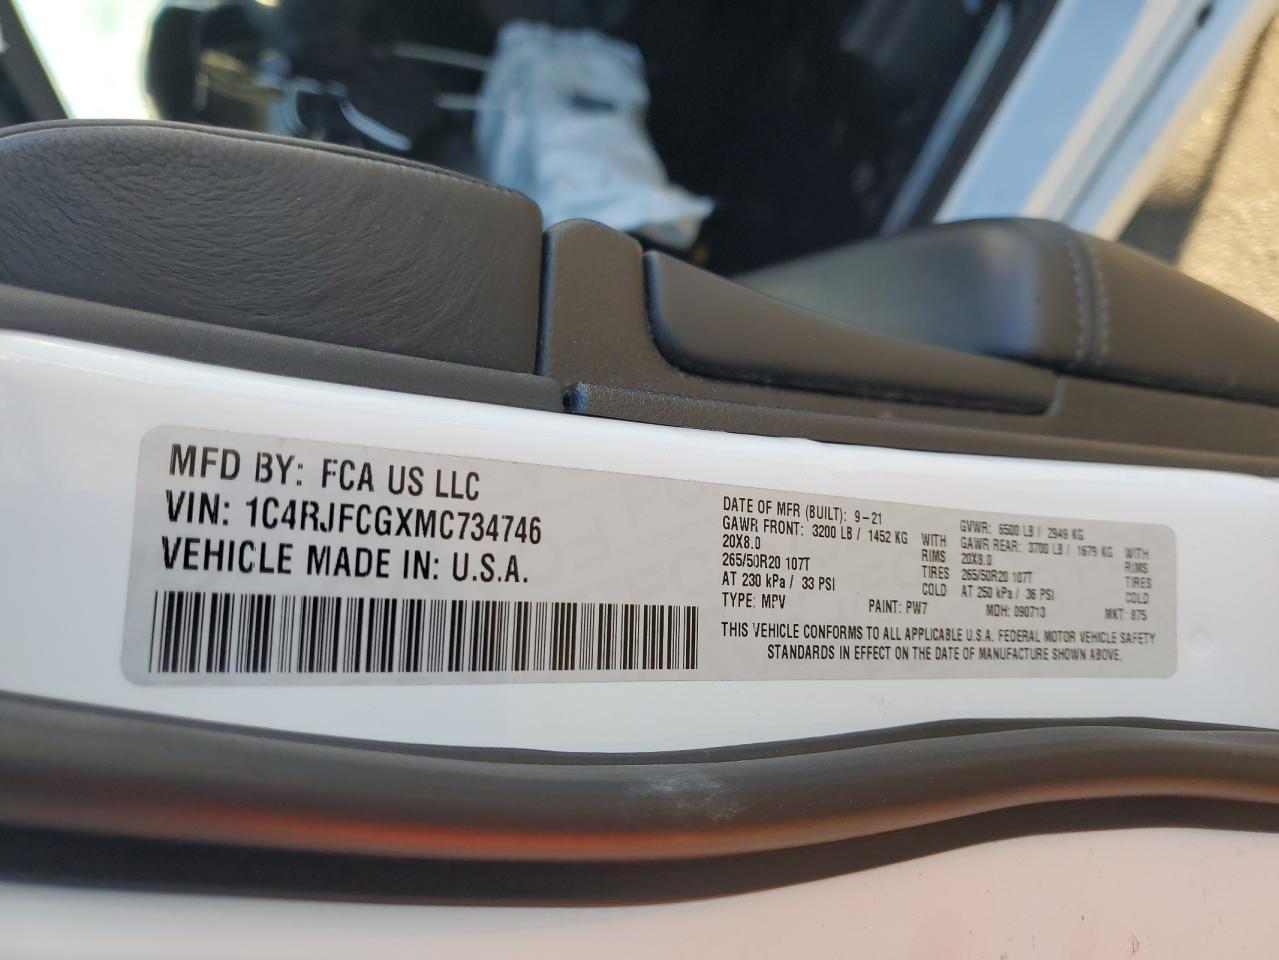 MFD BY: FCA US LLC
VIN: 1C4RJFCGXMC734746
VEHICLE MADE IN: U.S.A.
DATE OF MFR (BUILT): 9-21 GVWR: 6500 LB / 2949 KG
GAWR FRONT: 3200 LB / 1452 KG WITH GAWR REAR: 3700 LB / 1679 KG WITH
20X8.0 RIMS 20X8.0 RIMS
265/50R20 107T TIRES 265/50R20 107T TIRES
AT 230 kPa / 33 PSI COLD AT 250 kPa / 36 PSI COLD
TYPE: MPV PAINT: PW7 MDH: 090713 MKT: 875
THIS VEHICLE CONFORMS TO ALL APPLICABLE U.S.A. FEDERAL MOTOR VEHICLE SAFETY
STANDARDS IN EFFECT ON THE DATE OF MANUFACTURE SHOWN ABOVE.